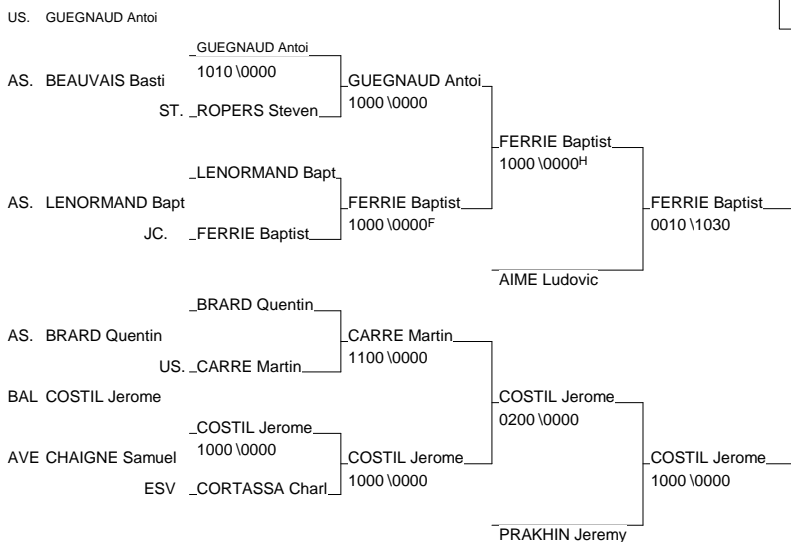 US. GUEGNAUD Antoi
GUEGNAUD Antoi
1010 \0000
AS. BEAUVAIS Basti
GUEGNAUD Antoi
1000 \0000
ST. ROPERS Steven
FERRIE Baptist
1000 \0000H
LENORMAND Bapt
AS. LENORMAND Bapt
FERRIE Baptist
1000 \0000F
FERRIE Baptist
0010 \1030
JC. FERRIE Baptist
AIME Ludovic
BRARD Quentin
AS. BRARD Quentin
CARRE Martin
1100 \0000
US. CARRE Martin
BAL COSTIL Jerome
COSTIL Jerome
0200 \0000
COSTIL Jerome
1000 \0000
AVE CHAIGNE Samuel
COSTIL Jerome
1000 \0000
COSTIL Jerome
1000 \0000
ESV CORTASSA Charl
PRAKHIN Jeremy